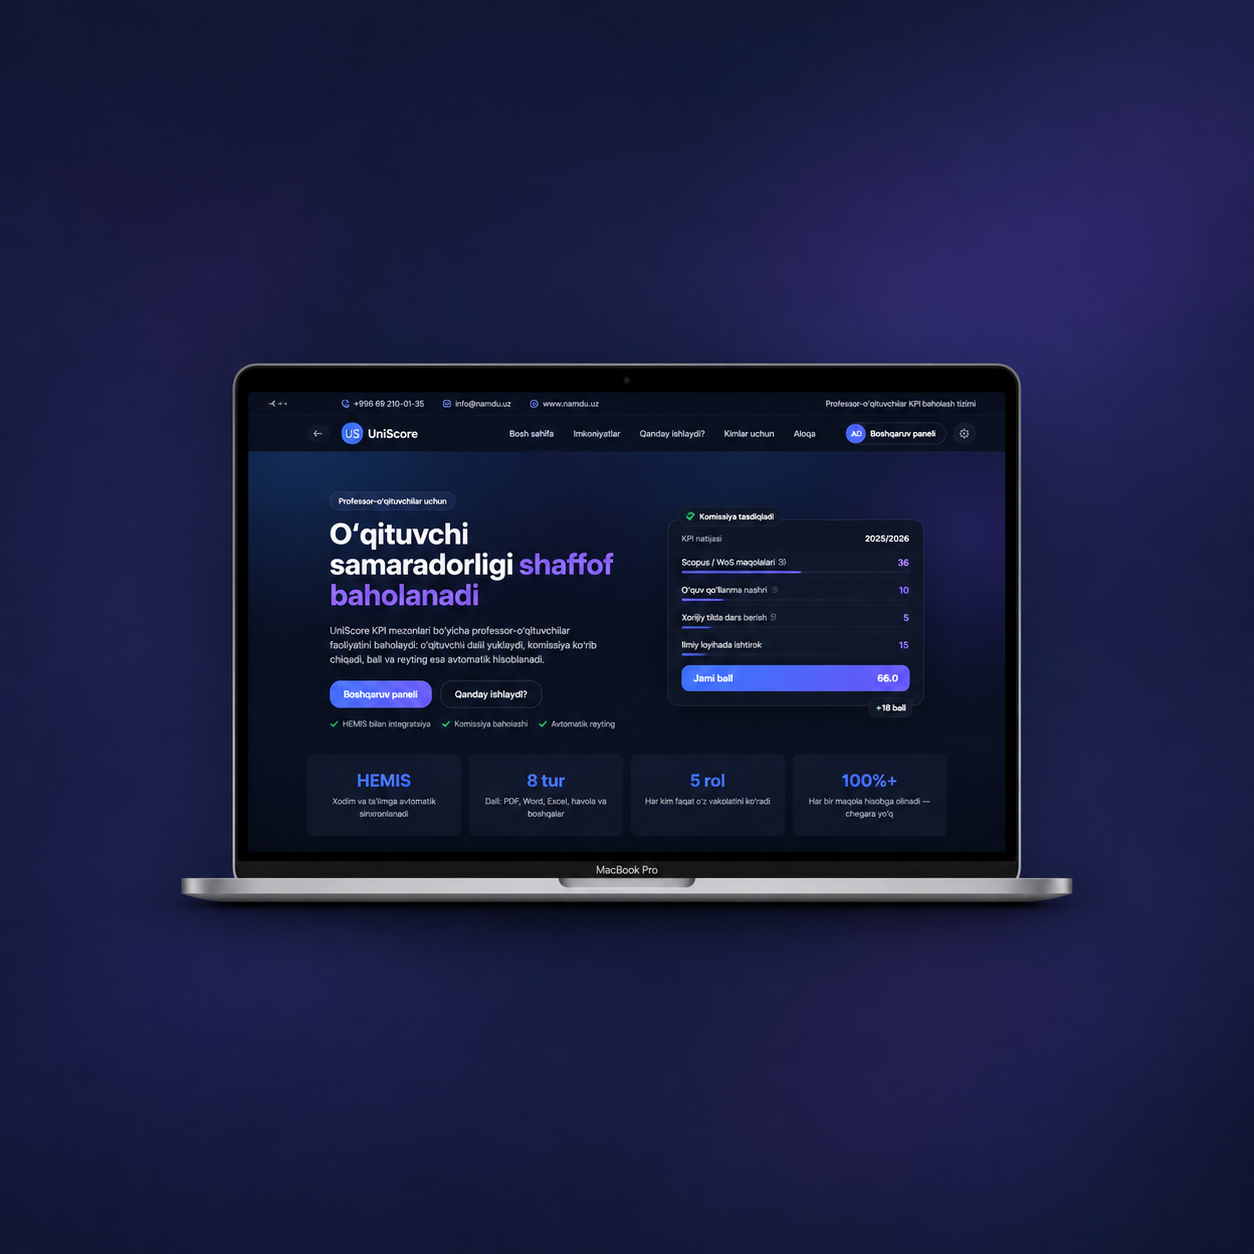 +998 69 210-01-35
info@namdu.uz
www.namdu.uz
Professor-o'qituvchilar KPI baholash tizimi
US UniScore
Bosh sahifa
Imkoniyatlar
Qanday ishlaydi?
Kimlar uchun
Aloqa
AD Boshqaruv paneli
Professor-o'qituvchilar uchun
O‘qituvchi
samaradorligi shaffof
baholanadi
UniScore KPI mezonlari bo'yicha professor-o'qituvchilar
faoliyatini baholaydi: o'qituvchi dalil yuklaydi, komissiya ko'rib
chiqadi, ball va reyting esa avtomatik hisoblanadi.
Boshqaruv paneli
Qanday ishlaydi?
HEMIS bilan integratsiya
Komissiya baholashi
Avtomatik reyting
Komissiya tasdiqladi
KPI natijasi 2025/2026
Scopus / WoS maqolalari 36
O'quv qo'llanma nashri 10
Xorijiy tilda dars berish 5
Ilmiy loyihada ishtirok 15
Jami ball 66.0
+18 ball
HEMIS
Xodim va ta'limga avtomatik
sinxronlanadi
8 tur
Dalil: PDF, Word, Excel, havola va
boshqalar
5 rol
Har kim faqat o'z vakolatini ko'radi
100%+
Har bir maqola hisobga olinadi —
chegara yo'q
MacBook Pro